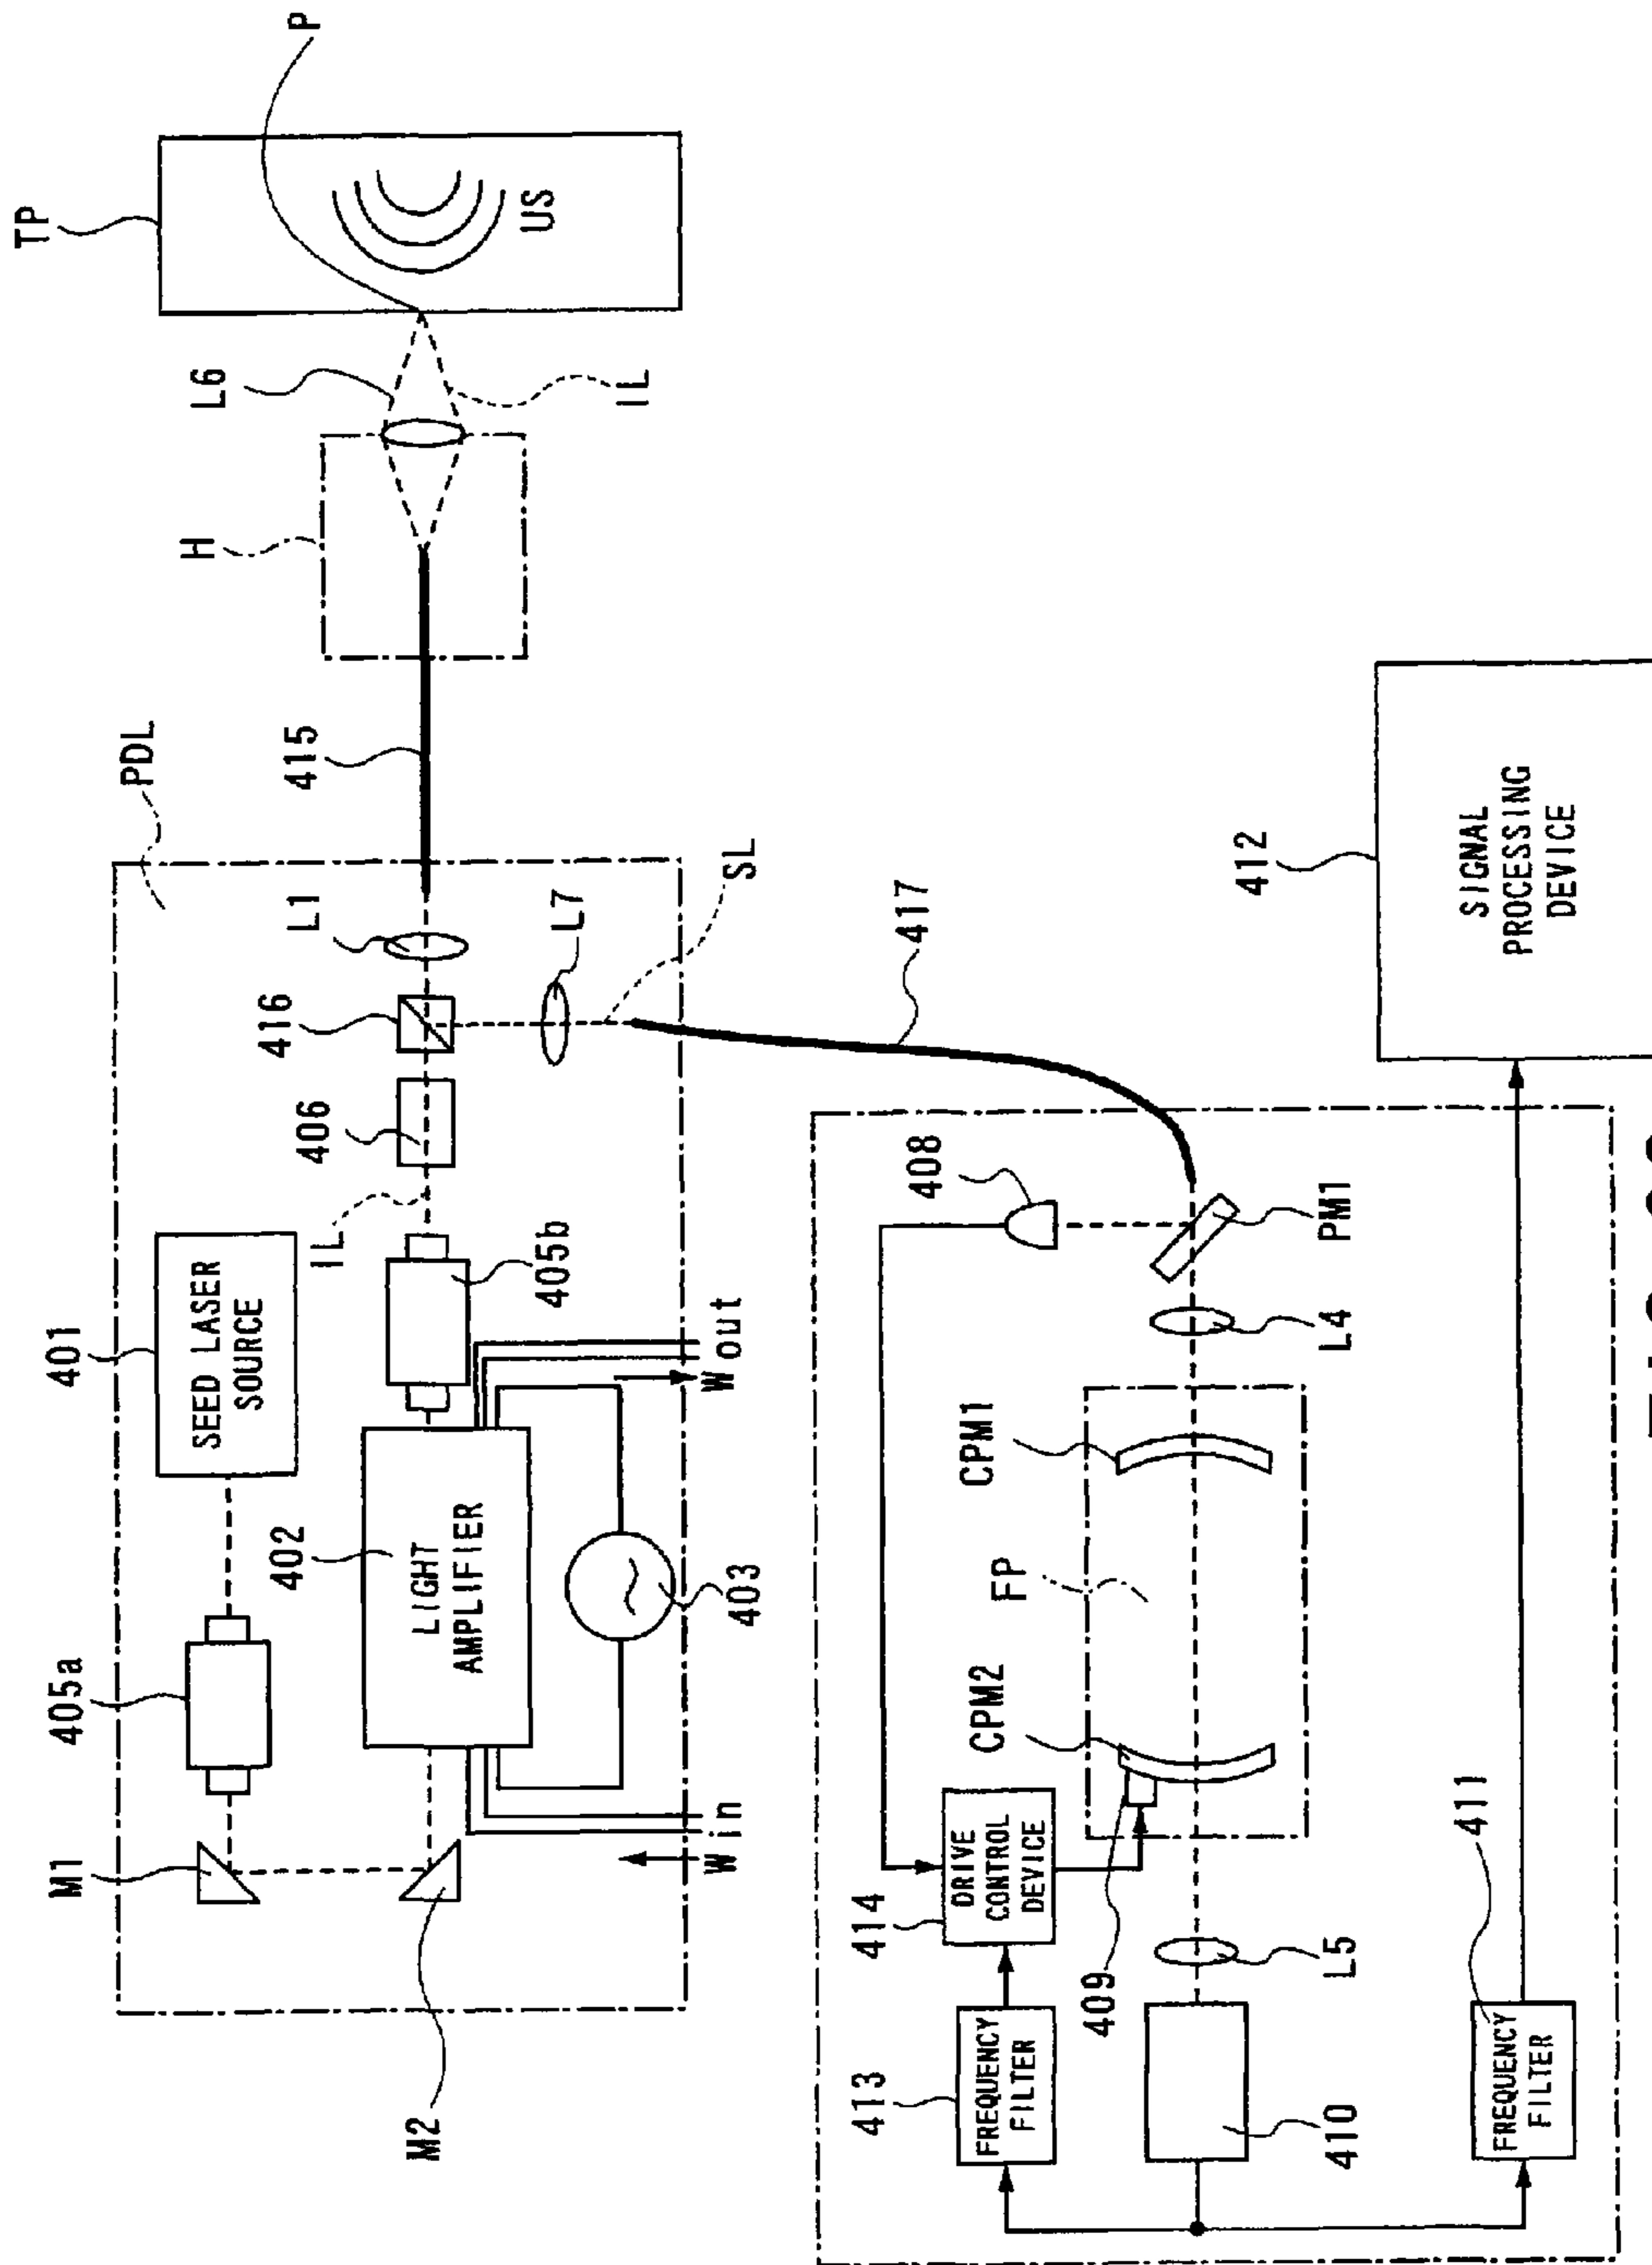 TP
P
US
L6
IL
H
415
PDL
L1
L7
SL
416
406
IL
405b
401
SEED LASER
SOURCE
W out
402
LIGHT
AMPLIFIER
403
405a
W in
M1
M2
417
412
SIGNAL
PROCESSING
DEVICE
408
PM1
L4
CPM1
FP
CPM2
409
414
DRIVE
CONTROL
DEVICE
L5
413
FREQUENCY
FILTER
410
411
FREQUENCY
FILTER